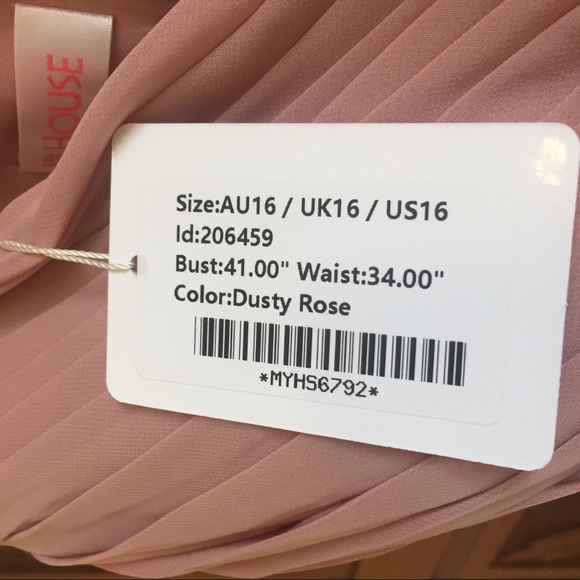 HOUSE
Size:AU16 / UK16 / US16
Id:206459
Bust:41.00" Waist:34.00"
Color:Dusty Rose
*MYHS6792*